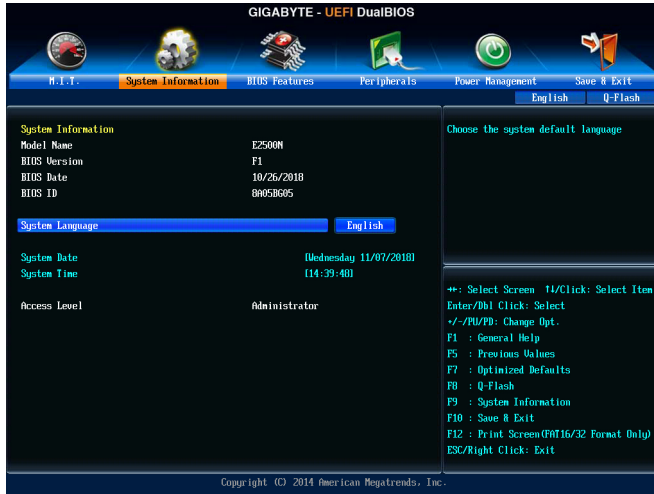 GIGABYTE - UEFI DualBIOS
M.I.T. System Information BIOS Features Peripherals Power Management Save & Exit
English Q-Flash
System Information
Model Name E2500N
BIOS Version F1
BIOS Date 10/26/2018
BIOS ID 8A05BG05
System Language English
System Date [Wednesday 11/07/2018]
System Time [14:39:48]
Access Level Administrator
Choose the system default language
→←: Select Screen ↑↓/Click: Select Item
Enter/Dbl Click: Select
+/-/PU/PD: Change Opt.
F1 : General Help
F5 : Previous Values
F7 : Optimized Defaults
F8 : Q-Flash
F9 : System Information
F10 : Save & Exit
F12 : Print Screen(FAT16/32 Format Only)
ESC/Right Click: Exit
Copyright (C) 2014 American Megatrends, Inc.